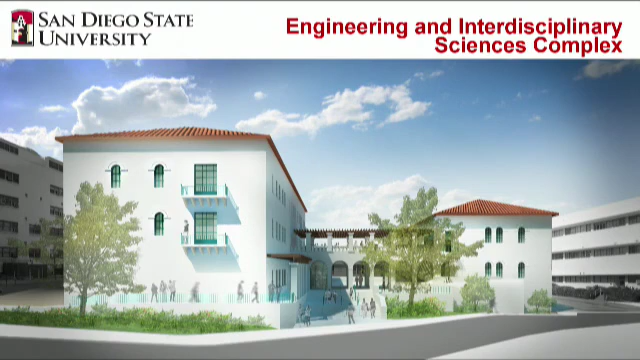 San Diego State
University
Engineering and Interdisciplinary
Sciences Complex